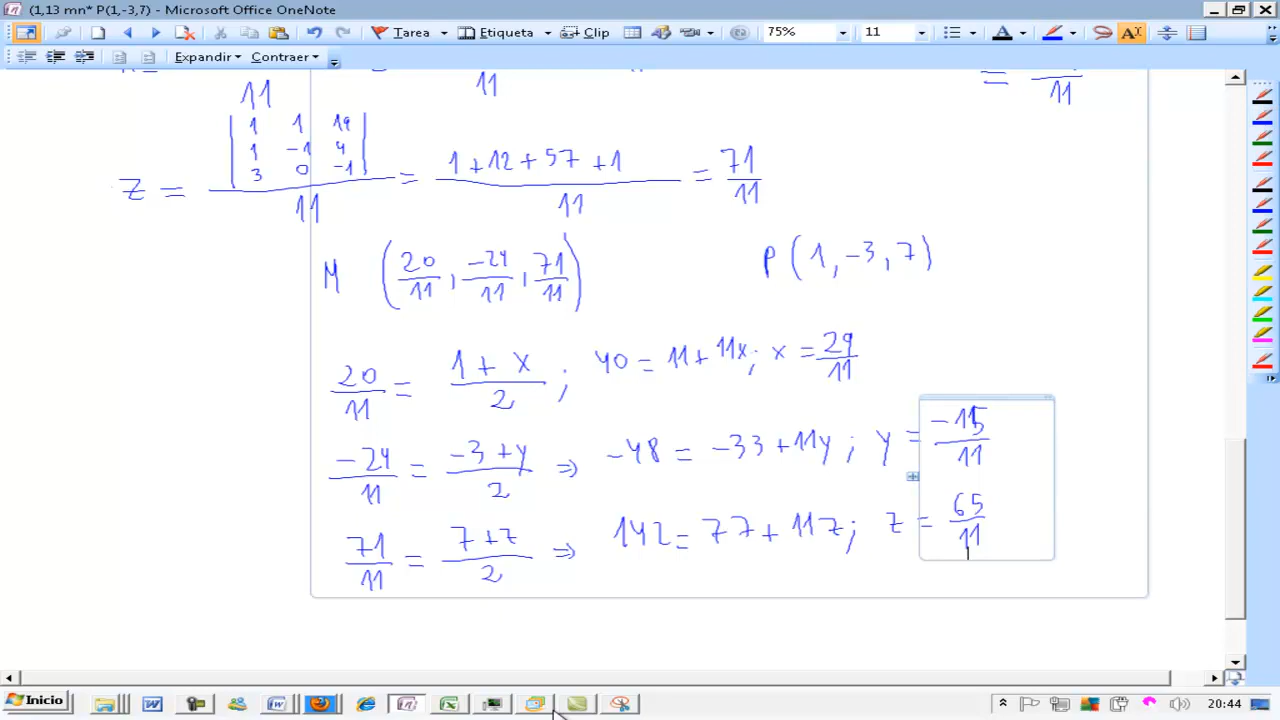 (1,13 mn* P(1,-3,7) - Microsoft Office OneNote
Tarea Etiqueta Clip 75% 11
Expandir Contraer
11 11 = 11
z = | 1 1 19 | / 11 = (1 + 12 + 57 + 1) / 11 = 71/11
| 1 -1 4 |
| 3 0 -1 |
M (20/11, -24/11, 71/11) P (1, -3, 7)
20/11 = (1 + x)/2 ; 40 = 11 + 11x; x = 29/11
-24/11 = (-3 + y)/2 ⇒ -48 = -33 + 11y ; y = -15/11
71/11 = (7 + z)/2 ⇒ 142 = 77 + 11z; z = 65/11
Inicio 20:44